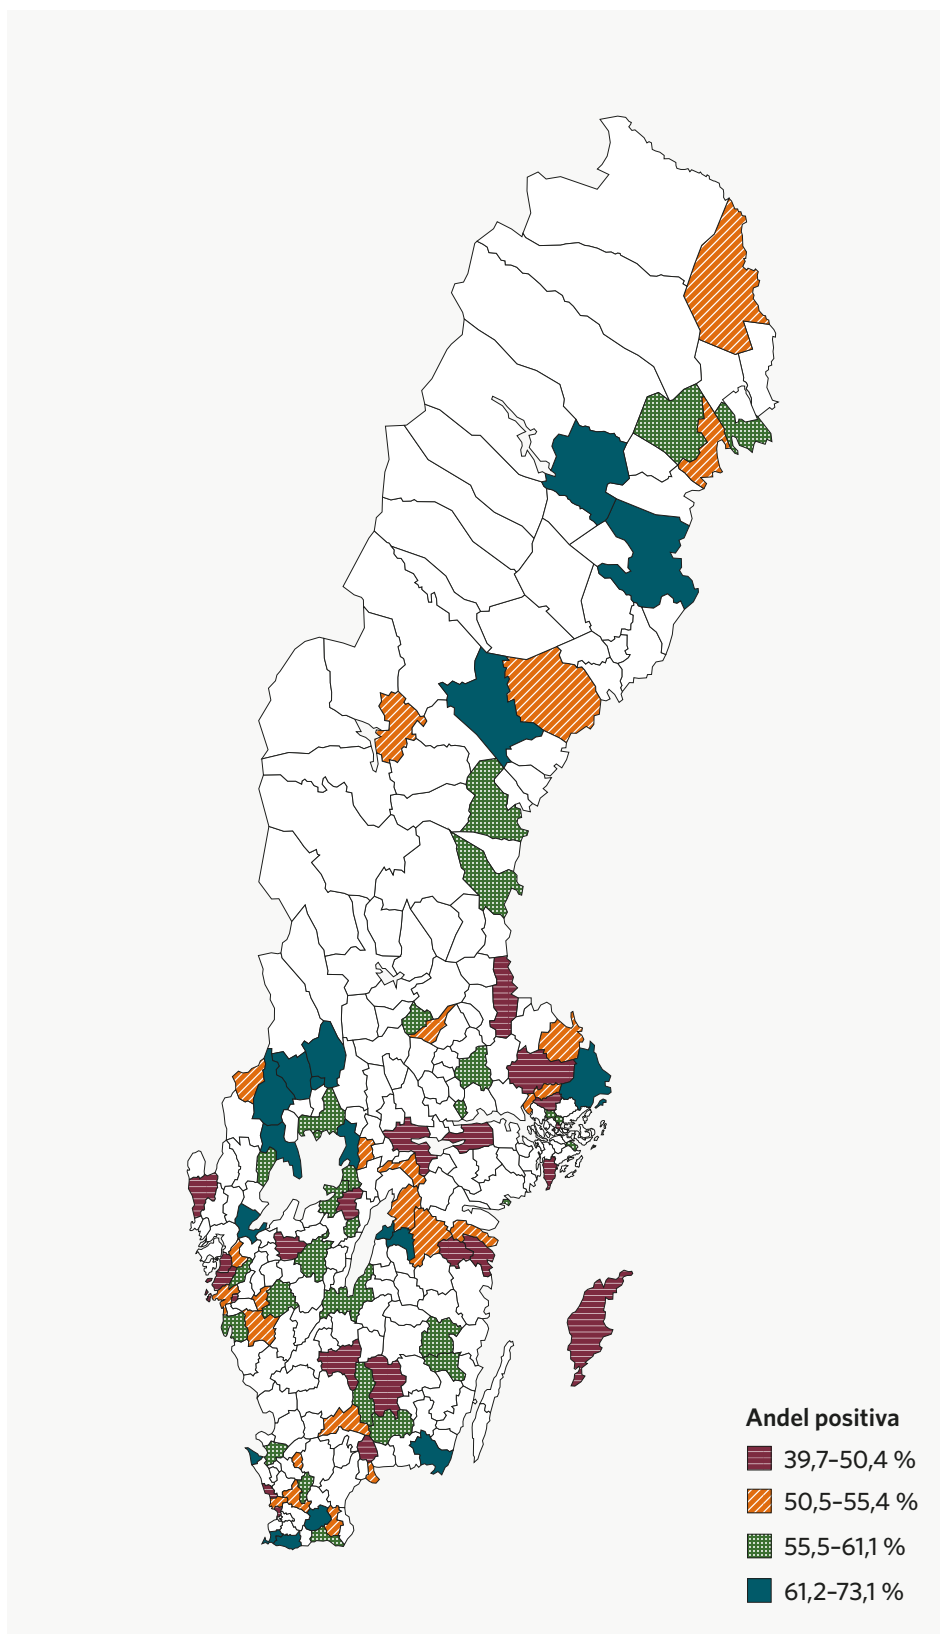 Andel positiva
39,7–50,4 %
50,5–55,4 %
55,5–61,1 %
61,2–73,1 %